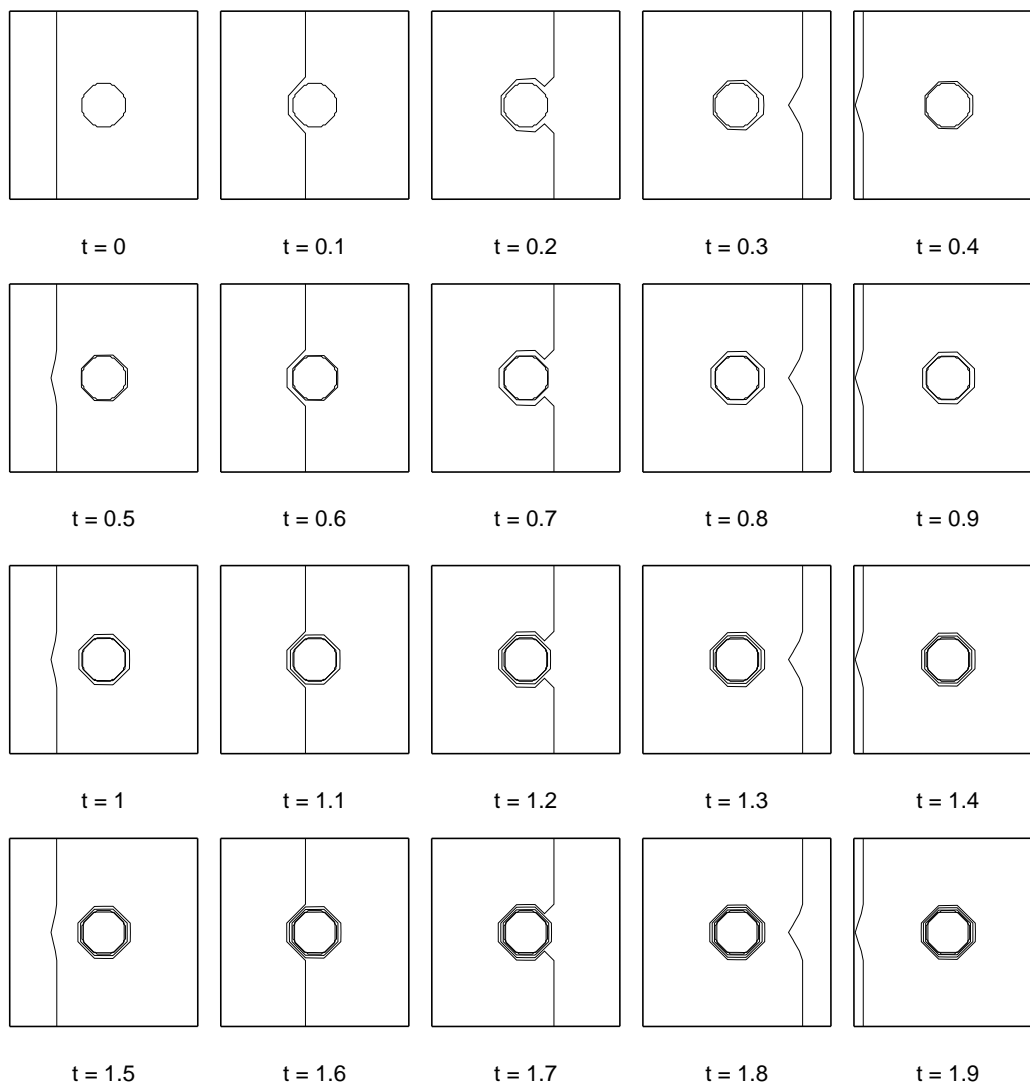 t = 0 t = 0.1 t = 0.2 t = 0.3 t = 0.4
t = 0.5 t = 0.6 t = 0.7 t = 0.8 t = 0.9
t = 1 t = 1.1 t = 1.2 t = 1.3 t = 1.4
t = 1.5 t = 1.6 t = 1.7 t = 1.8 t = 1.9